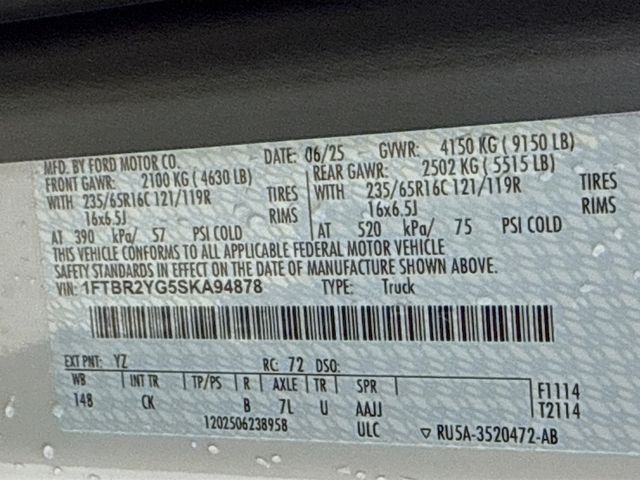 MFD. BY FORD MOTOR CO. DATE: 06/25 GVWR: 4150 KG ( 9150 LB)
FRONT GAWR: 2100 KG ( 4630 LB) REAR GAWR: 2502 KG ( 5515 LB)
WITH 235/65R16C 121/119R TIRES WITH 235/65R16C 121/119R TIRES
16x6.5J RIMS 16x6.5J RIMS
AT 390 kPa/ 57 PSI COLD AT 520 kPa/ 75 PSI COLD
THIS VEHICLE CONFORMS TO ALL APPLICABLE FEDERAL MOTOR VEHICLE
SAFETY STANDARDS IN EFFECT ON THE DATE OF MANUFACTURE SHOWN ABOVE.
VIN: 1FTBR2YG5SKA94878 TYPE: Truck
EXT PNT: YZ RC: 72 DSO:
WB INT TR TP/PS R AXLE TR SPR F1114
148 CK B 7L U AAJJ T2114
1202506238958 ULC ▽ RU5A-3520472-AB